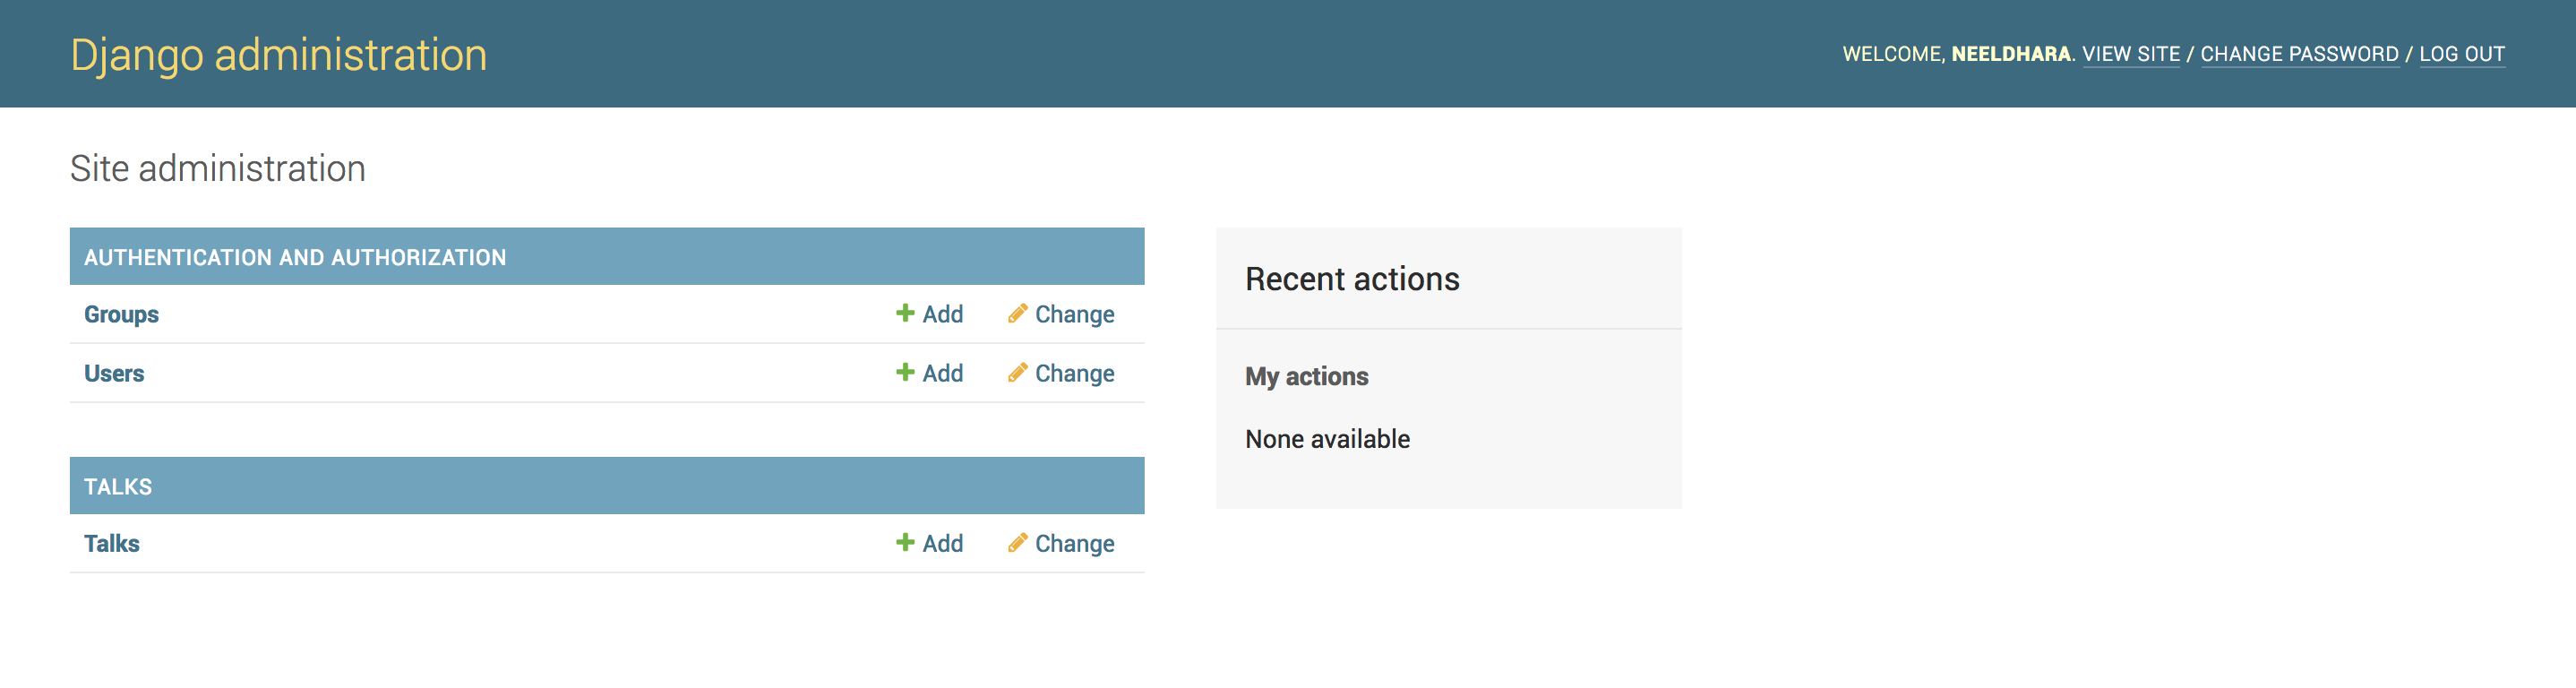 Django administration
WELCOME, NEELDHARA. VIEW SITE / CHANGE PASSWORD / LOG OUT
Site administration
AUTHENTICATION AND AUTHORIZATION
Groups Add Change
Users Add Change
TALKS
Talks Add Change
Recent actions
My actions
None available